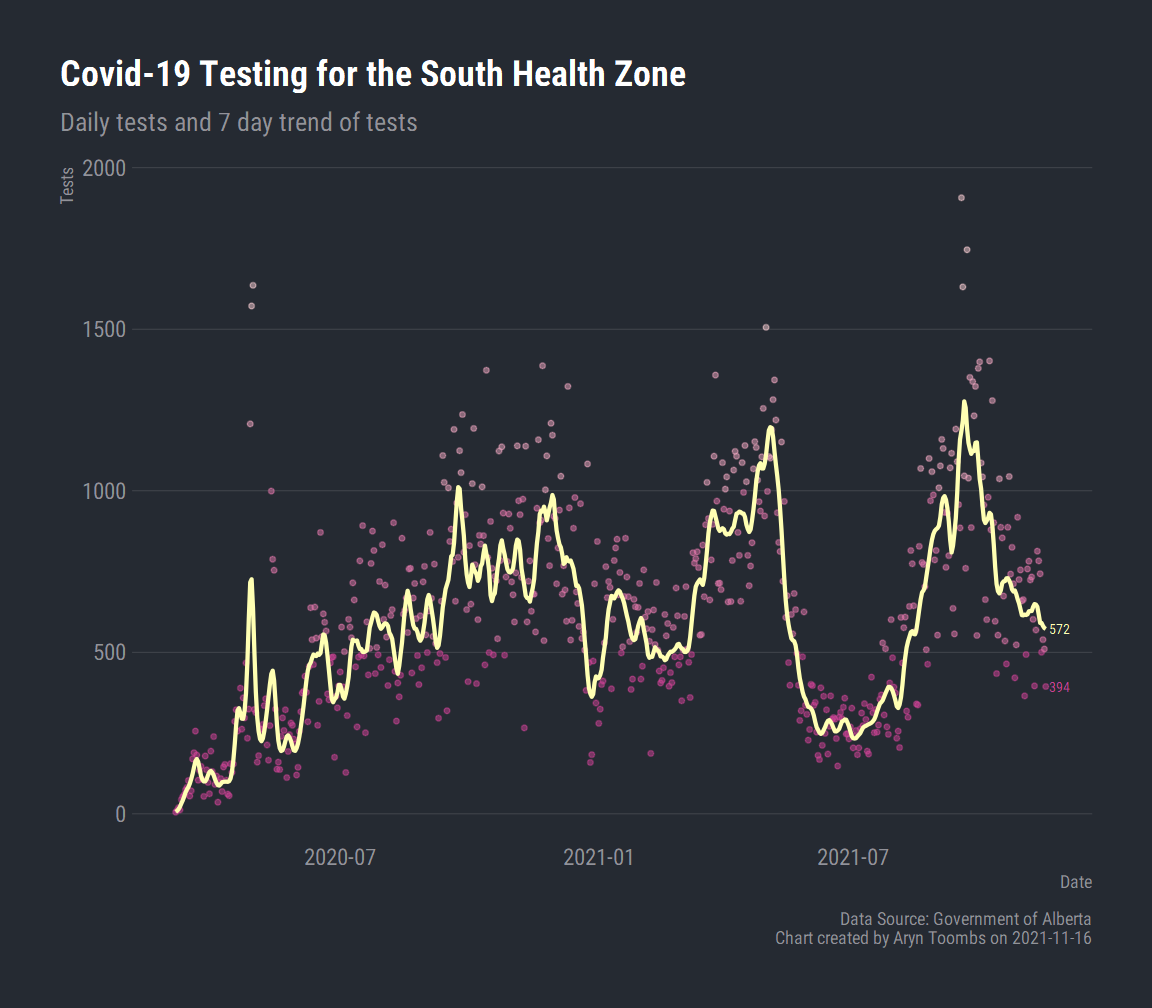 Covid-19 Testing for the South Health Zone
Daily tests and 7 day trend of tests
Tests
2000
1500
1000
500
0
572
394
2020-07 2021-01 2021-07
Date
Data Source: Government of Alberta
Chart created by Aryn Toombs on 2021-11-16